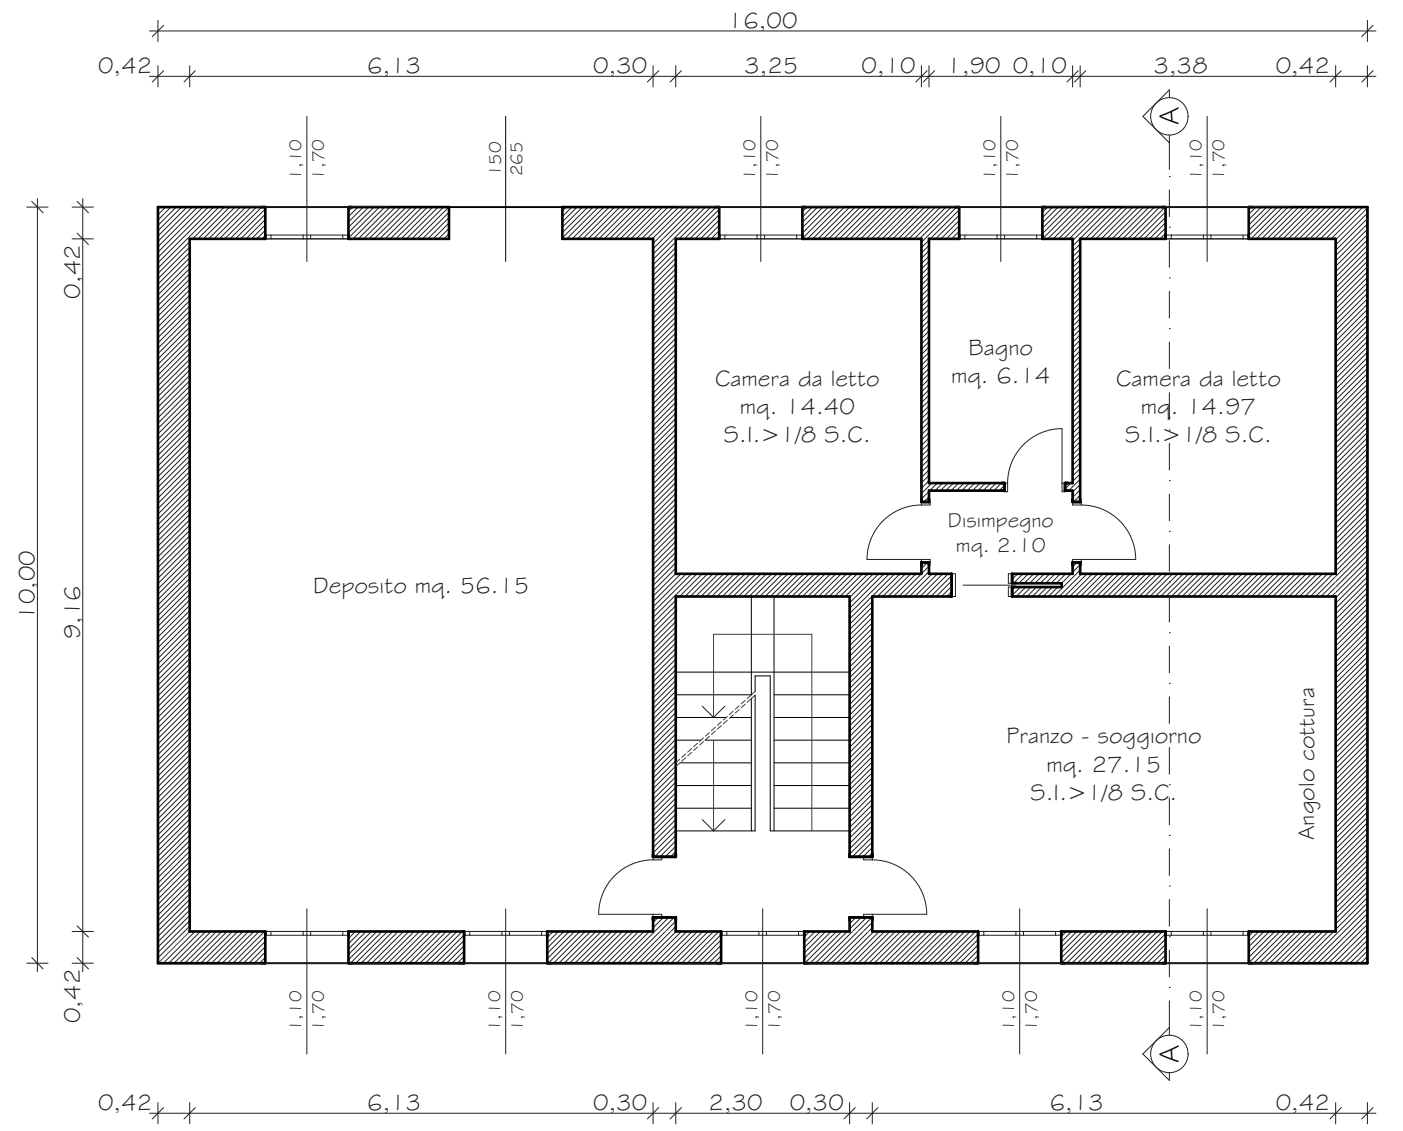 16,00
0,42 6,13 0,30 3,25 0,10 1,90 0,10 3,38 0,42
A
1,10
1,70
150
265
1,10
1,70
1,10
1,70
1,10
1,70
10,00
0,42
9,16
0,42
Camera da letto
mq. 14.40
S.I.>1/8 S.C.
Bagno
mq. 6.14
Camera da letto
mq. 14.97
S.I.>1/8 S.C.
Disimpegno
mq. 2.10
Deposito mq. 56.15
Pranzo - soggiorno
mq. 27.15
S.I.>1/8 S.C.
Angolo cottura
1,10
1,70
1,10
1,70
1,10
1,70
1,10
1,70
1,10
1,70
A
0,42 6,13 0,30 2,30 0,30 6,13 0,42